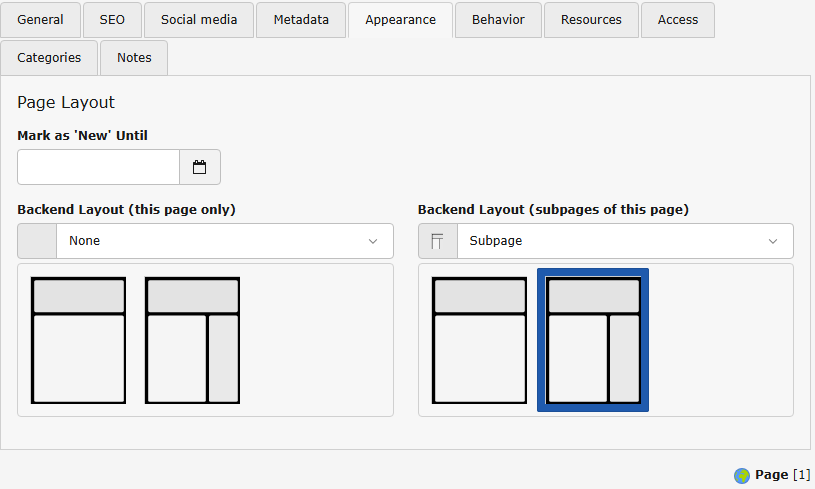 General SEO Social media Metadata Appearance Behavior Resources Access
Categories Notes
Page Layout
Mark as 'New' Until
Backend Layout (this page only) Backend Layout (subpages of this page)
None Subpage
Page [1]